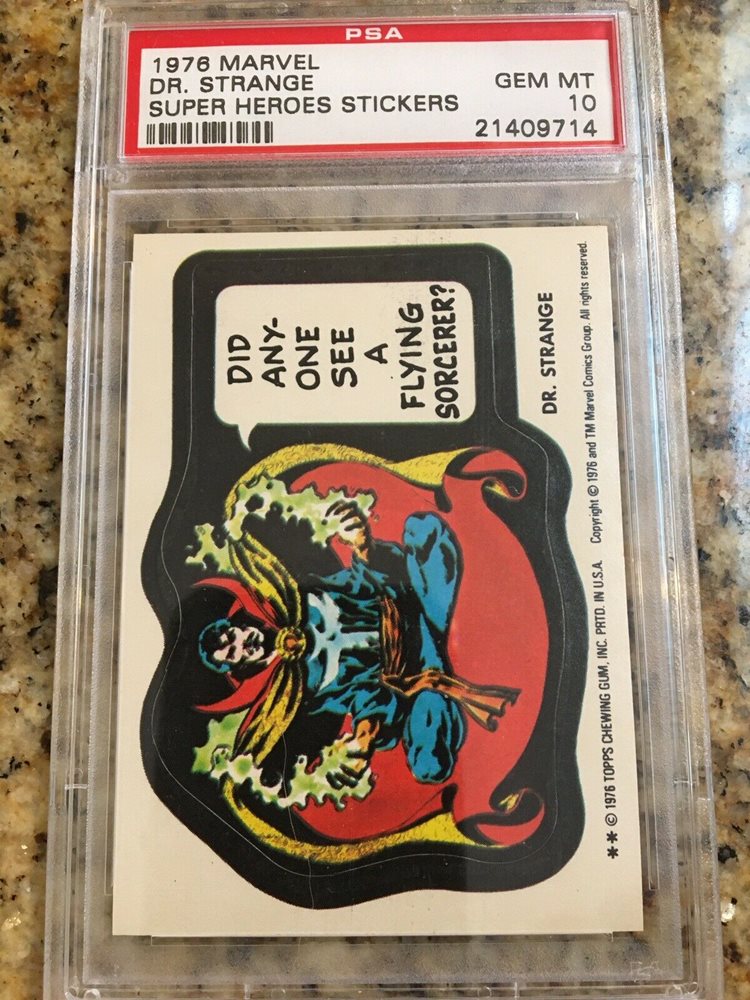 PSA
1976 MARVEL
DR. STRANGE
GEM MT
SUPER HEROES STICKERS
10
21409714
DID
ANY-
ONE
SEE
A
FLYING
SORCERER?
DR. STRANGE
** © 1976 TOPPS CHEWING GUM, INC. PRTD. IN U.S.A. Copyright © 1976 and TM Marvel Comics Group. All rights reserved.